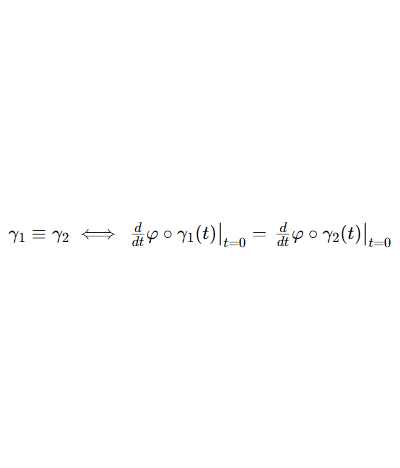 γ₁ ≡ γ₂ ⟺ d/dt φ ∘ γ₁(t)|ₜ₌₀ = d/dt φ ∘ γ₂(t)|ₜ₌₀